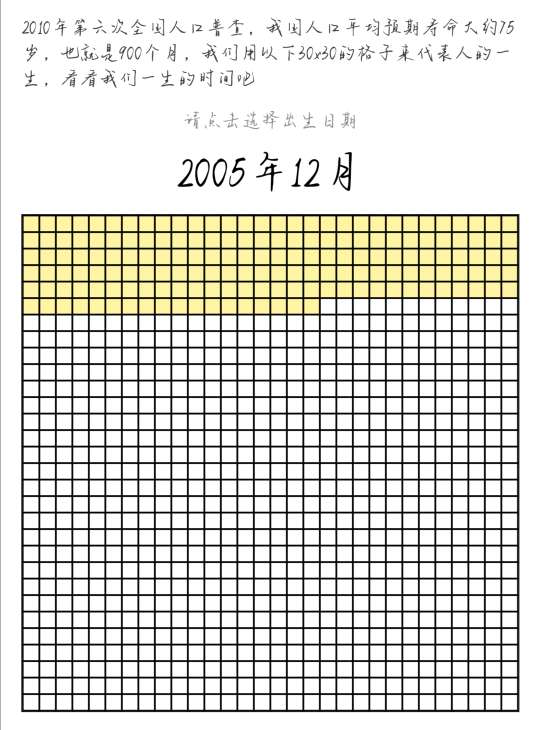 2010年第六次全国人口普查，我国人口平均预期寿命大约75
岁，也就是900个月，我们用以下30x30的格子来代表人的一
生，看看我们一生的时间吧
请点击选择出生日期
2005年12月